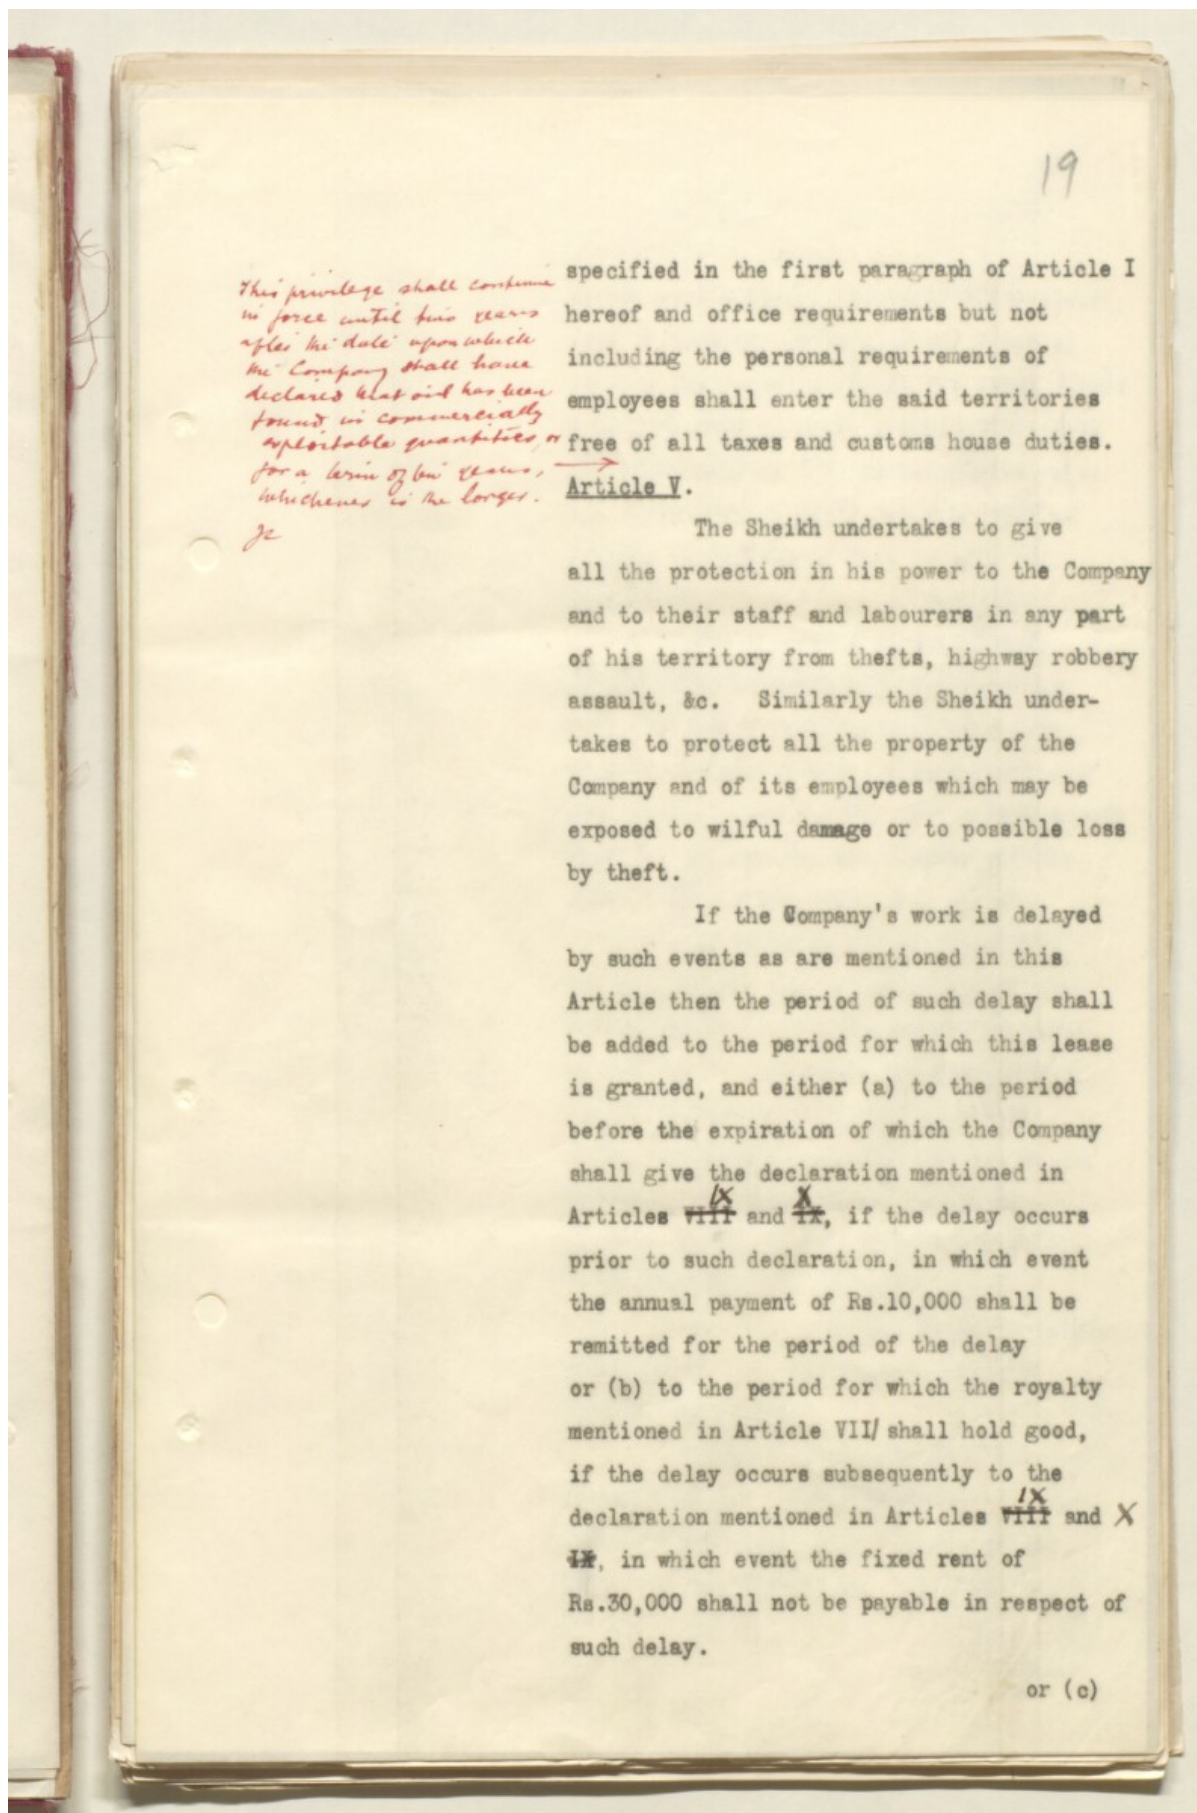 19
This privilege shall continue
in force until two years
after the date upon which
the Company shall have
declared that oil has been
found in commercially
exploitable quantities, or
for a term of ten years,
whichever is the larger.
specified in the first paragraph of Article I
hereof and office requirements but not
including the personal requirements of
employees shall enter the said territories
free of all taxes and customs house duties.
Article V.
The Sheikh undertakes to give
all the protection in his power to the Company
and to their staff and labourers in any part
of his territory from thefts, highway robbery
assault, &c. Similarly the Sheikh under-
takes to protect all the property of the
Company and of its employees which may be
exposed to wilful damage or to possible loss
by theft.
If the Company's work is delayed
by such events as are mentioned in this
Article then the period of such delay shall
be added to the period for which this lease
is granted, and either (a) to the period
before the expiration of which the Company
shall give the declaration mentioned in
IX X
Articles VIII and IX, if the delay occurs
prior to such declaration, in which event
the annual payment of Rs.10,000 shall be
remitted for the period of the delay
or (b) to the period for which the royalty
mentioned in Article VII/ shall hold good,
if the delay occurs subsequently to the
IX
declaration mentioned in Articles VIII and X
IX, in which event the fixed rent of
Rs.30,000 shall not be payable in respect of
such delay.
or (c)